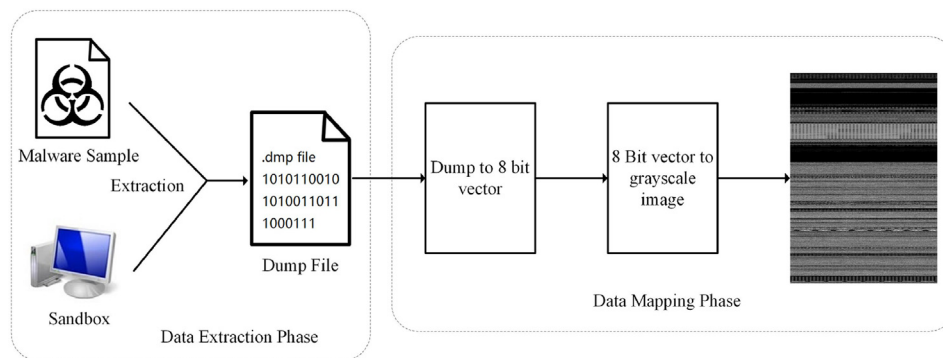 Malware Sample
Extraction
Sandbox
.dmp file
1010110010
1010011011
1000111
Dump File
Data Extraction Phase
Dump to 8 bit
vector
8 Bit vector to
grayscale
image
Data Mapping Phase